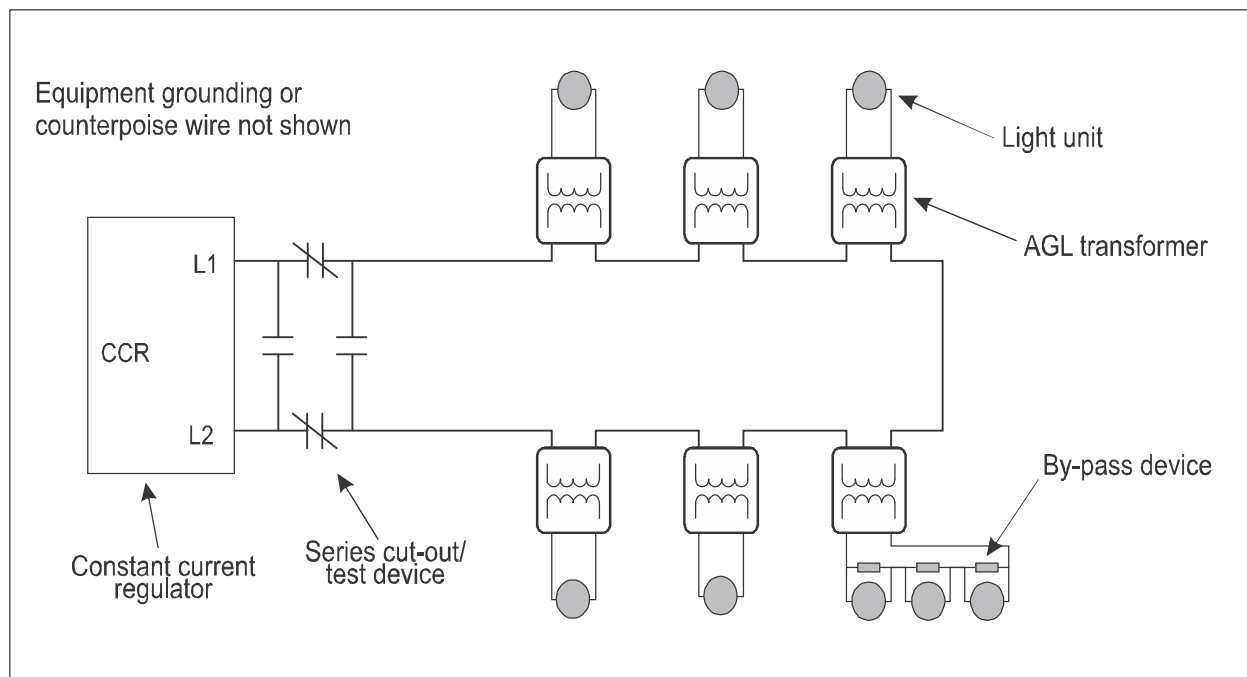 Equipment grounding or
counterpoise wire not shown
Light unit
AGL transformer
L1
CCR
L2
By-pass device
Constant current
regulator
Series cut-out/
test device